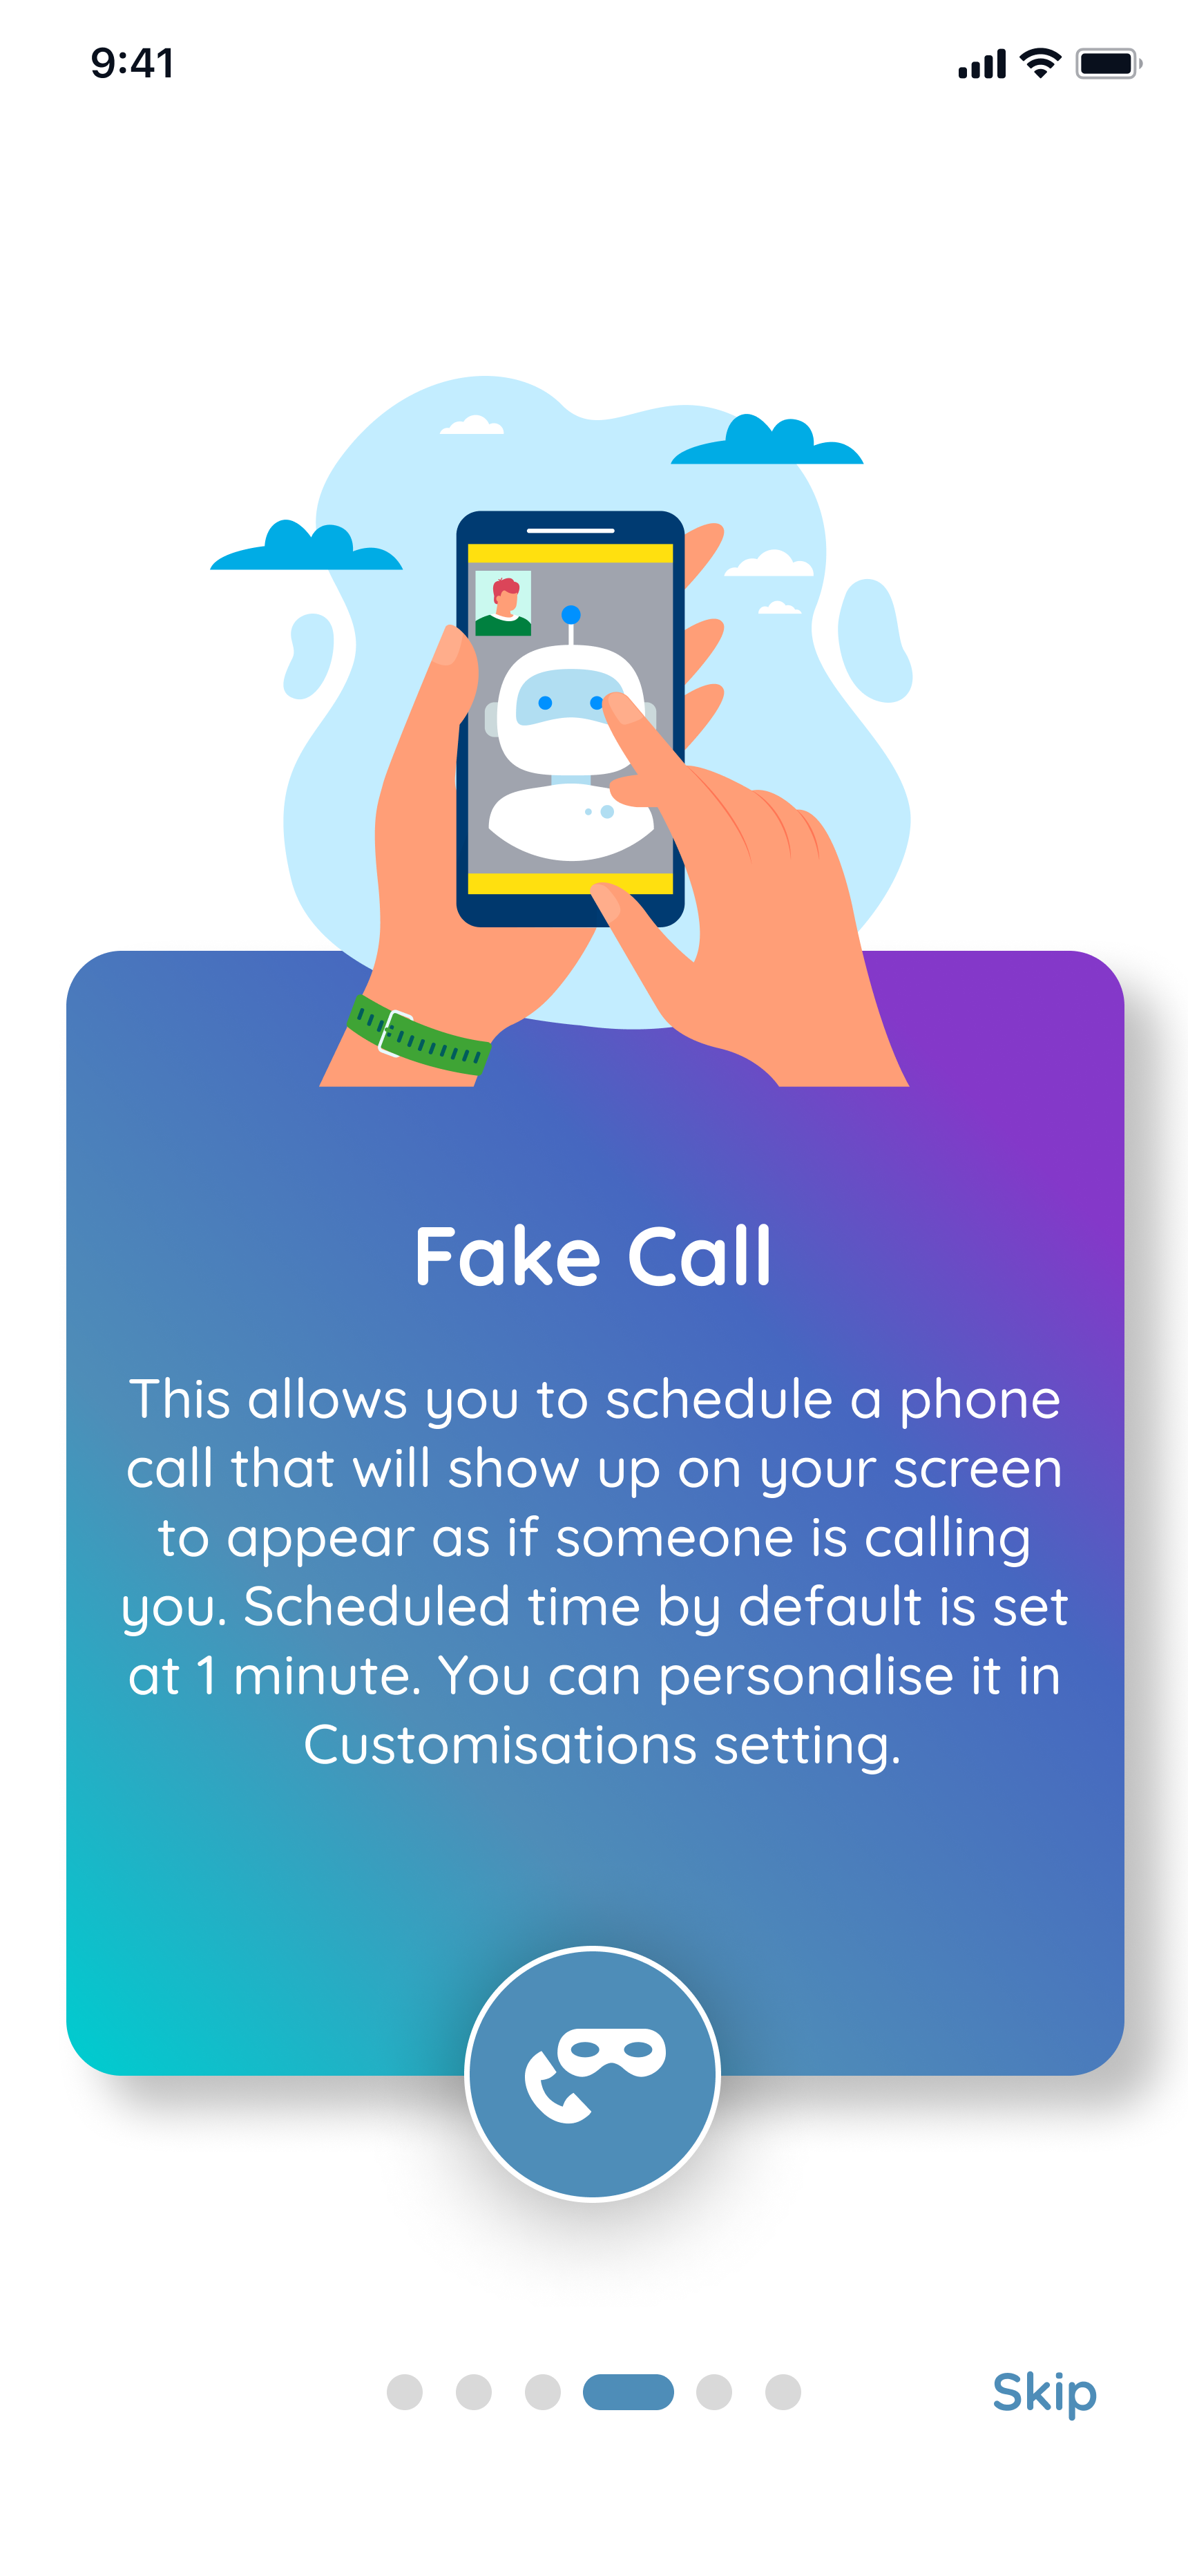 9:41
Fake Call
This allows you to schedule a phone
call that will show up on your screen
to appear as if someone is calling
you. Scheduled time by default is set
at 1 minute. You can personalise it in
Customisations setting.
Skip